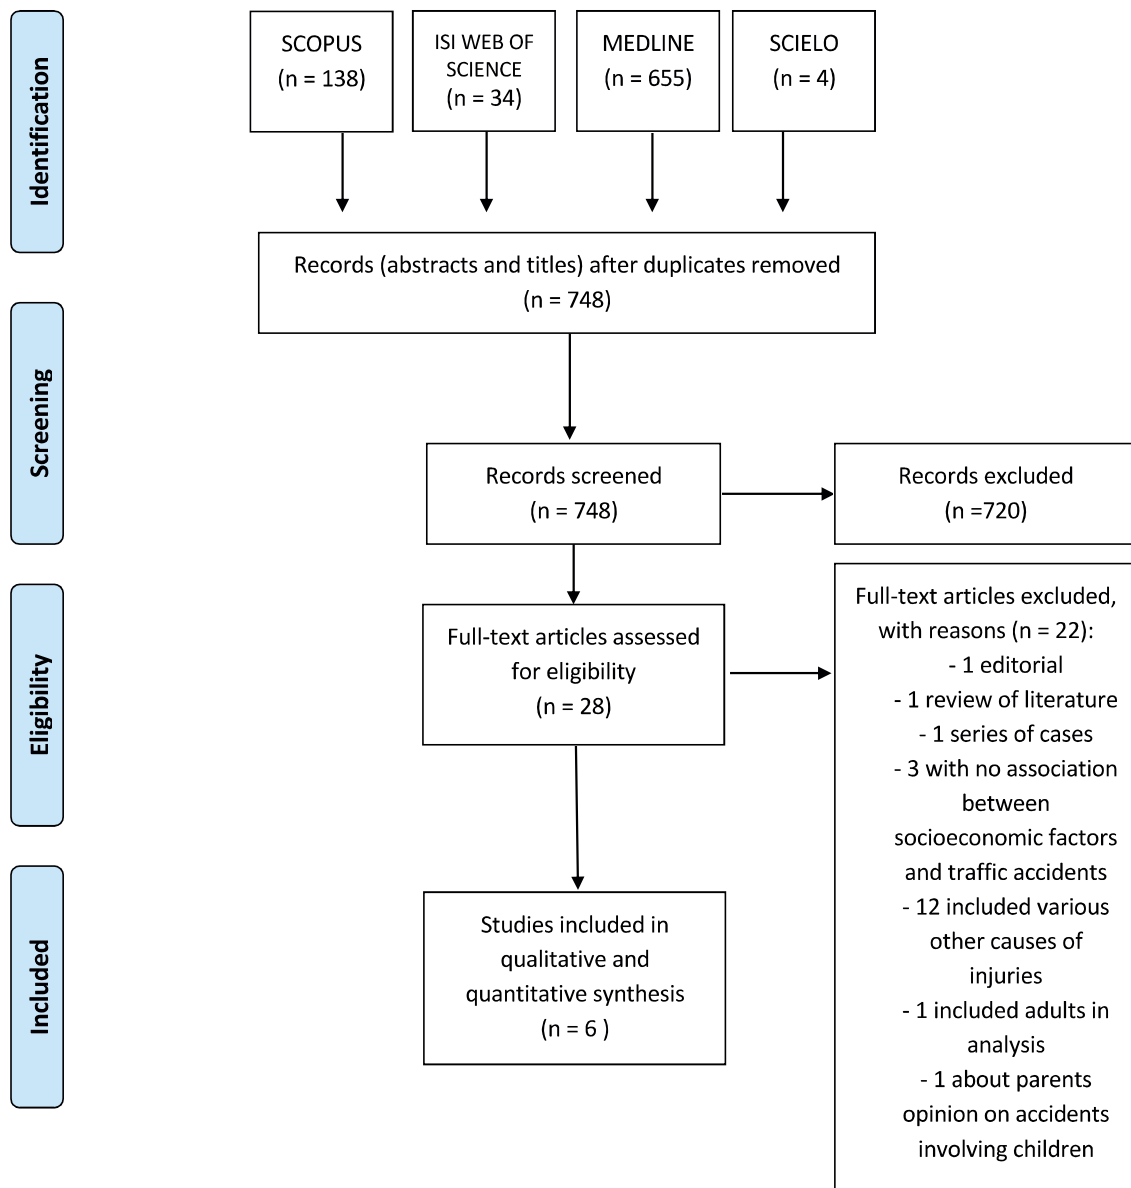 Identification
SCOPUS
(n = 138)
ISI WEB OF
SCIENCE
(n = 34)
MEDLINE
(n = 655)
SCIELO
(n = 4)
Records (abstracts and titles) after duplicates removed
(n = 748)
Screening
Records screened
(n = 748)
Records excluded
(n =720)
Eligibility
Full-text articles assessed
for eligibility
(n = 28)
Full-text articles excluded,
with reasons (n = 22):
- 1 editorial
- 1 review of literature
- 1 series of cases
- 3 with no association
between
socioeconomic factors
and traffic accidents
- 12 included various
other causes of
injuries
- 1 included adults in
analysis
- 1 about parents
opinion on accidents
involving children
Included
Studies included in
qualitative and
quantitative synthesis
(n = 6 )